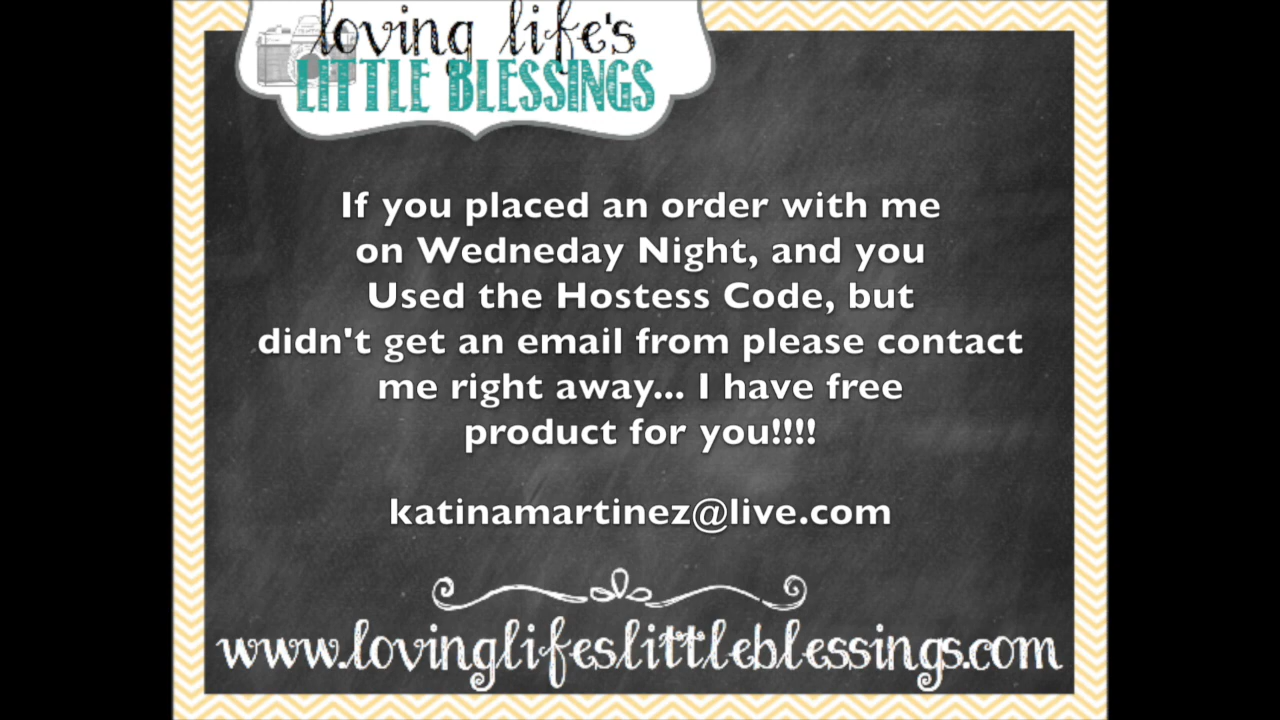 loving life's
LITTLE BLESSINGS
If you placed an order with me
on Wedneday Night, and you
Used the Hostess Code, but
didn't get an email from please contact
me right away... I have free
product for you!!!!
katinamartinez@live.com
www.lovinglifeslittleblessings.com